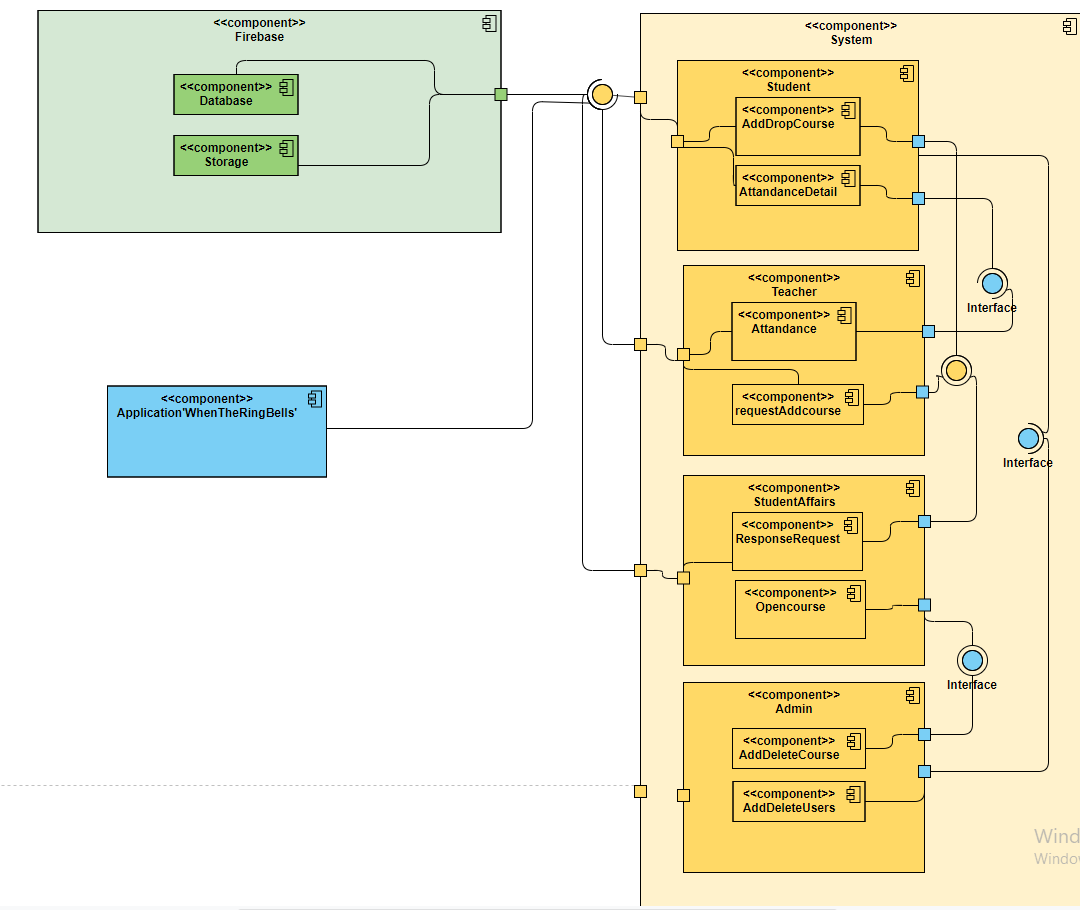 <<component>>
Firebase
<<component>>
Database
<<component>>
Storage
<<component>>
Application'WhenTheRingBells'
<<component>>
System
<<component>>
Student
<<component>>
AddDropCourse
<<component>>
AttandanceDetail
Interface
<<component>>
Teacher
<<component>>
Attandance
<<component>>
requestAddcourse
Interface
<<component>>
StudentAffairs
<<component>>
ResponseRequest
<<component>>
Opencourse
Interface
<<component>>
Admin
<<component>>
AddDeleteCourse
<<component>>
AddDeleteUsers
Wind
Window